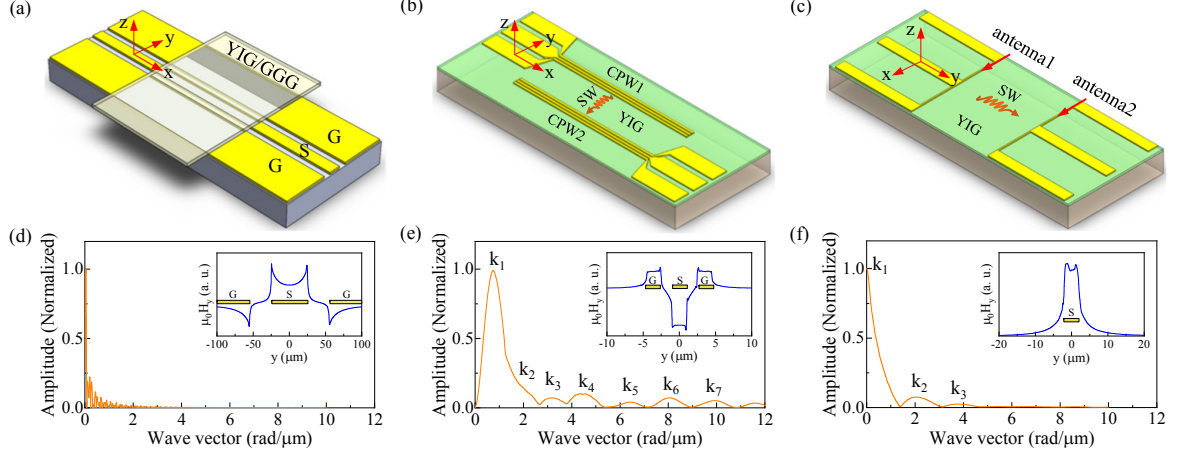 (a)
z
y
x
YIG/GGG
G
S
G
(b)
z
y
x
CPW1
SW
YIG
CPW2
(c)
z
x
y
antenna1
antenna2
SW
YIG
(d)
Amplitude (Normalized)
1.0
0.5
0.0
0 2 4 6 8 10 12
Wave vector (rad/μm)
μ₀Hy (a. u.)
G S G
-100 -50 0 50 100
y (μm)
(e)
Amplitude (Normalized)
1.0
0.5
0.0
k₁
k₂
k₃
k₄
k₅
k₆
k₇
0 2 4 6 8 10 12
Wave vector (rad/μm)
μ₀Hy (a. u.)
G S G
-10 -5 0 5 10
y (μm)
(f)
Amplitude (Normalized)
1.0
0.5
0.0
k₁
k₂
k₃
0 2 4 6 8 10 12
Wave vector (rad/μm)
μ₀Hy (a. u.)
S
-20 -10 0 10 20
y (μm)